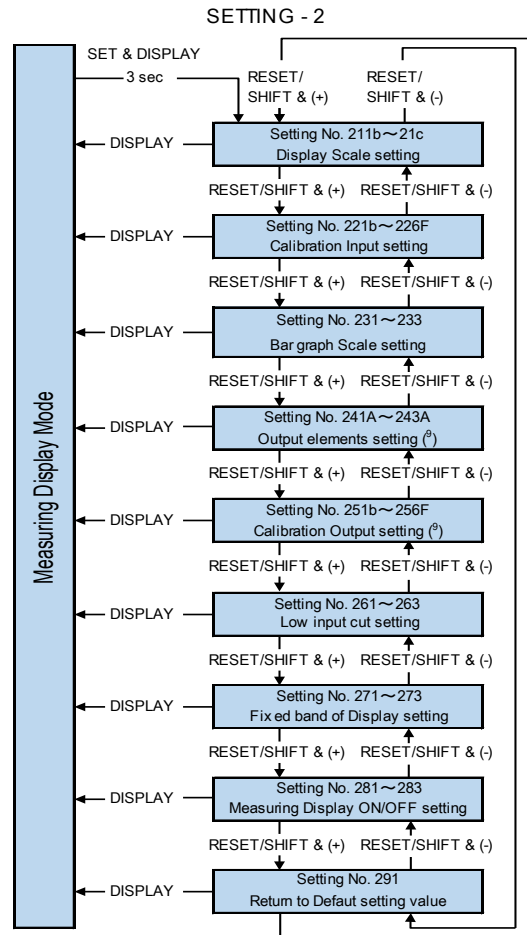 SETTING - 2
SET & DISPLAY
3 sec
RESET/
SHIFT & (+)
RESET/
SHIFT & (-)
Measuring Display Mode
DISPLAY
Setting No. 211b～21c
Display Scale setting
RESET/SHIFT & (+) RESET/SHIFT & (-)
DISPLAY
Setting No. 221b～226F
Calibration Input setting
RESET/SHIFT & (+) RESET/SHIFT & (-)
DISPLAY
Setting No. 231～233
Bar graph Scale setting
RESET/SHIFT & (+) RESET/SHIFT & (-)
DISPLAY
Setting No. 241A～243A
Output elements setting (⁹)
RESET/SHIFT & (+) RESET/SHIFT & (-)
DISPLAY
Setting No. 251b～256F
Calibration Output setting (⁹)
RESET/SHIFT & (+) RESET/SHIFT & (-)
DISPLAY
Setting No. 261～263
Low input cut setting
RESET/SHIFT & (+) RESET/SHIFT & (-)
DISPLAY
Setting No. 271～273
Fixed band of Display setting
RESET/SHIFT & (+) RESET/SHIFT & (-)
DISPLAY
Setting No. 281～283
Measuring Display ON/OFF setting
RESET/SHIFT & (+) RESET/SHIFT & (-)
DISPLAY
Setting No. 291
Return to Defaut setting value